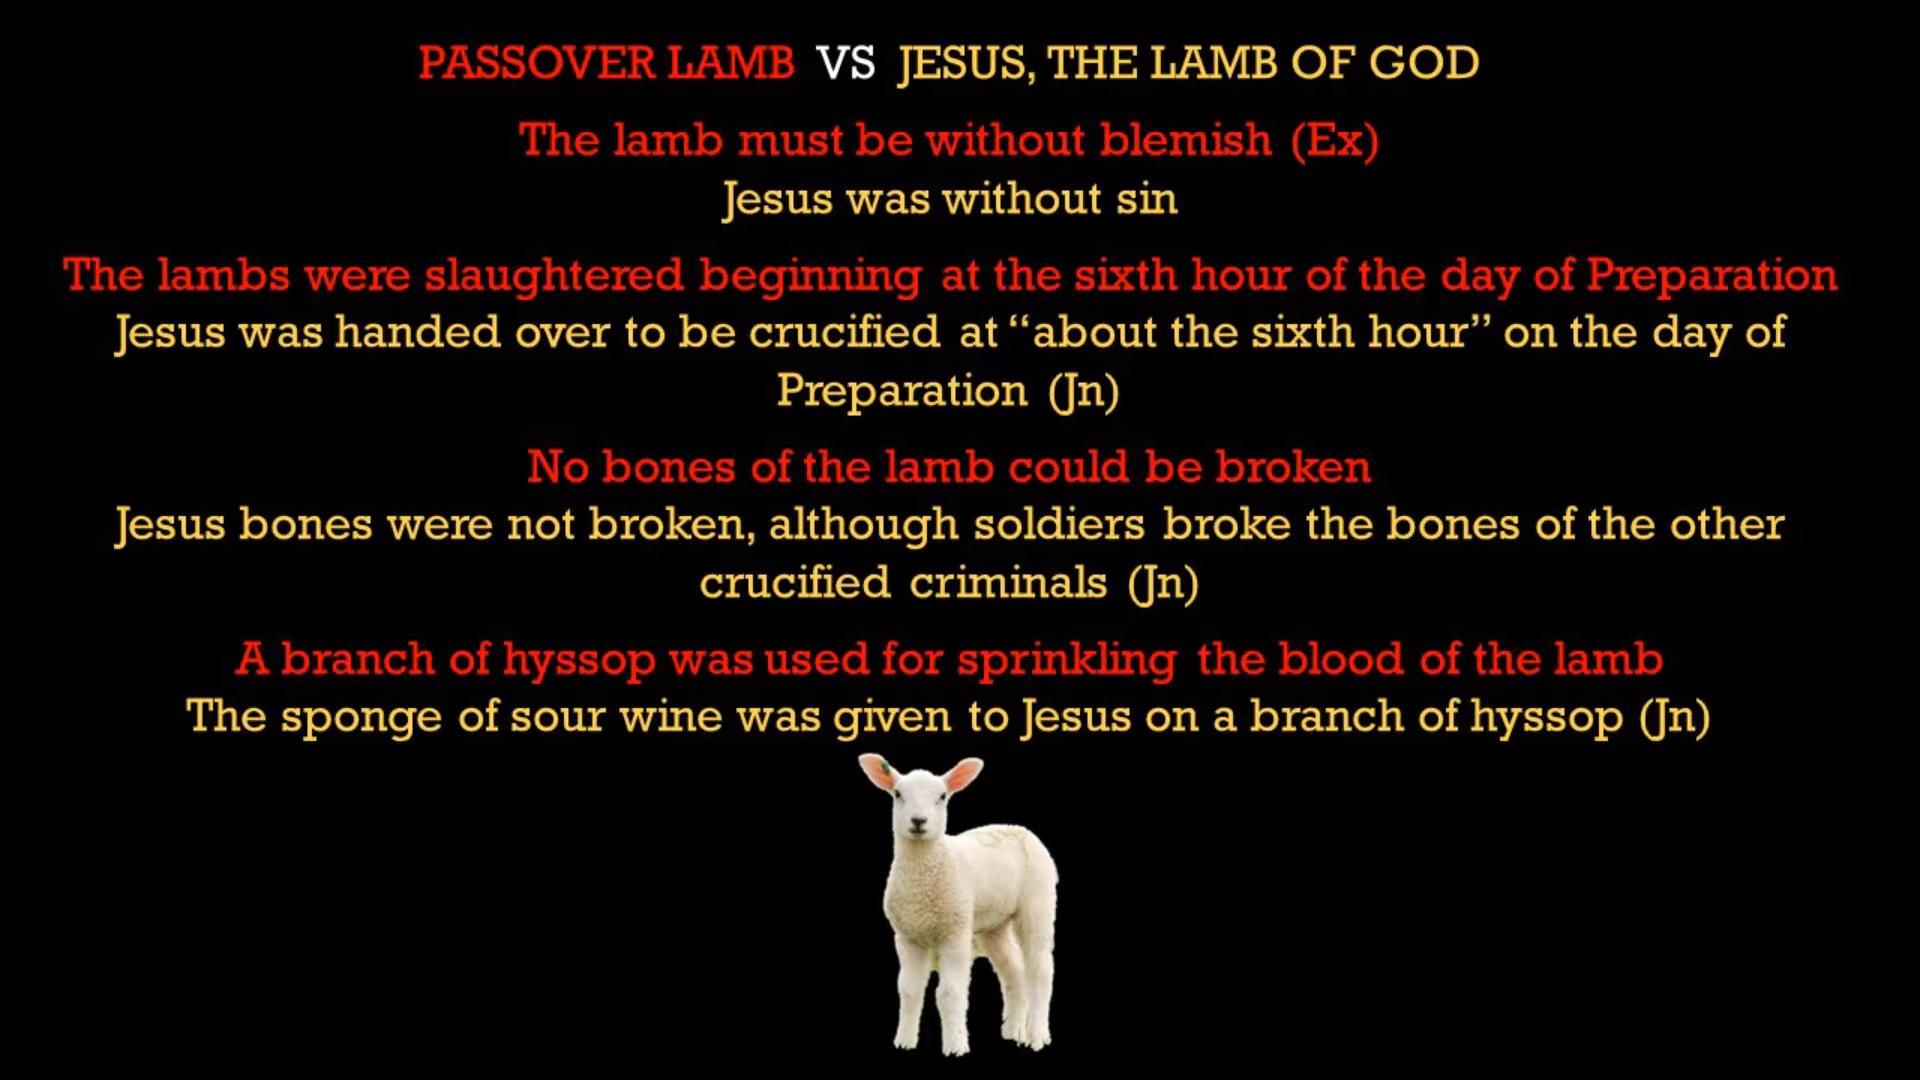 PASSOVER LAMB VS JESUS, THE LAMB OF GOD
The lamb must be without blemish (Ex)
Jesus was without sin
The lambs were slaughtered beginning at the sixth hour of the day of Preparation
Jesus was handed over to be crucified at “about the sixth hour” on the day of
Preparation (Jn)
No bones of the lamb could be broken
Jesus bones were not broken, although soldiers broke the bones of the other
crucified criminals (Jn)
A branch of hyssop was used for sprinkling the blood of the lamb
The sponge of sour wine was given to Jesus on a branch of hyssop (Jn)